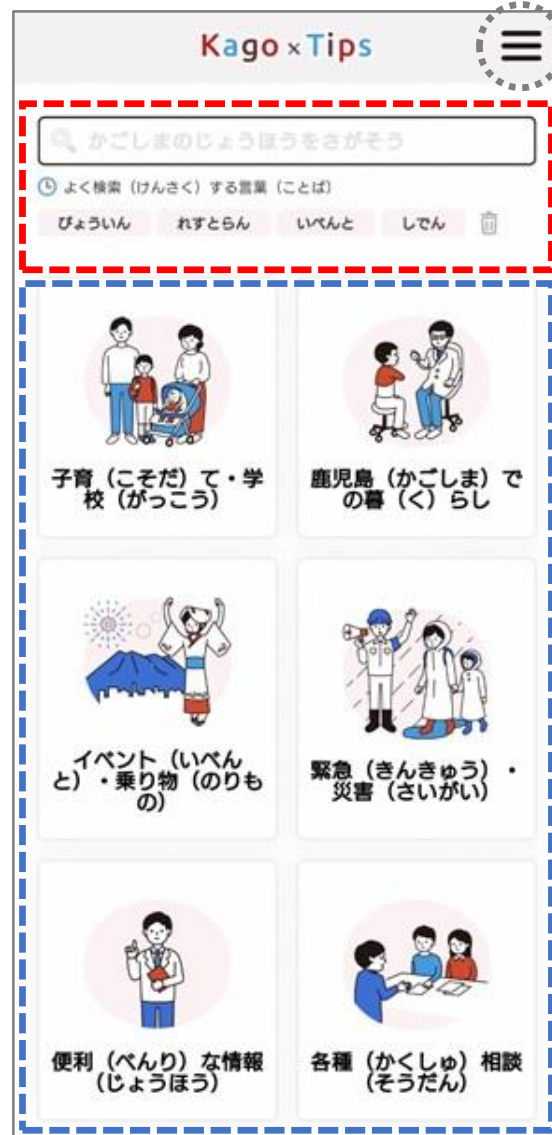 Kago×Tips
かごしまのじょうほうをさがそう
よく検索（けんさく）する言葉（ことば）
びょういん れすとらん いべんと しでん
子育（こそだ）て・学
校（がっこう）
鹿児島（かごしま）で
の暮（く）らし
イベント（いべん
と）・乗り物（のりも
の）
緊急（きんきゅう）・
災害（さいがい）
便利（べんり）な情報
（じょうほう）
各種（かくしゅ）相談
（そうだん）